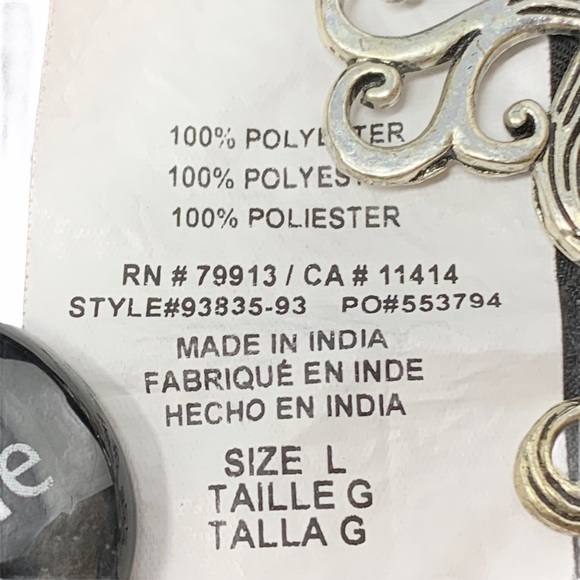 100% POLYESTER
100% POLYESTER
100% POLIESTER
RN # 79913 / CA # 11414
STYLE#93835-93 PO#553794
MADE IN INDIA
FABRIQUÉ EN INDE
HECHO EN INDIA
SIZE L
TAILLE G
TALLA G